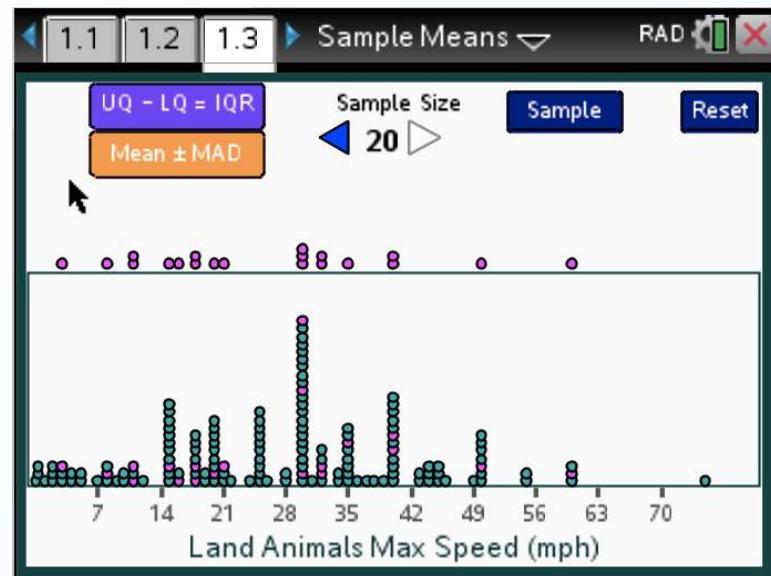 1.1 1.2 1.3 Sample Means RAD
UQ - LQ = IQR
Mean ± MAD
Sample Size
20
Sample
Reset
7 14 21 28 35 42 49 56 63 70
Land Animals Max Speed (mph)